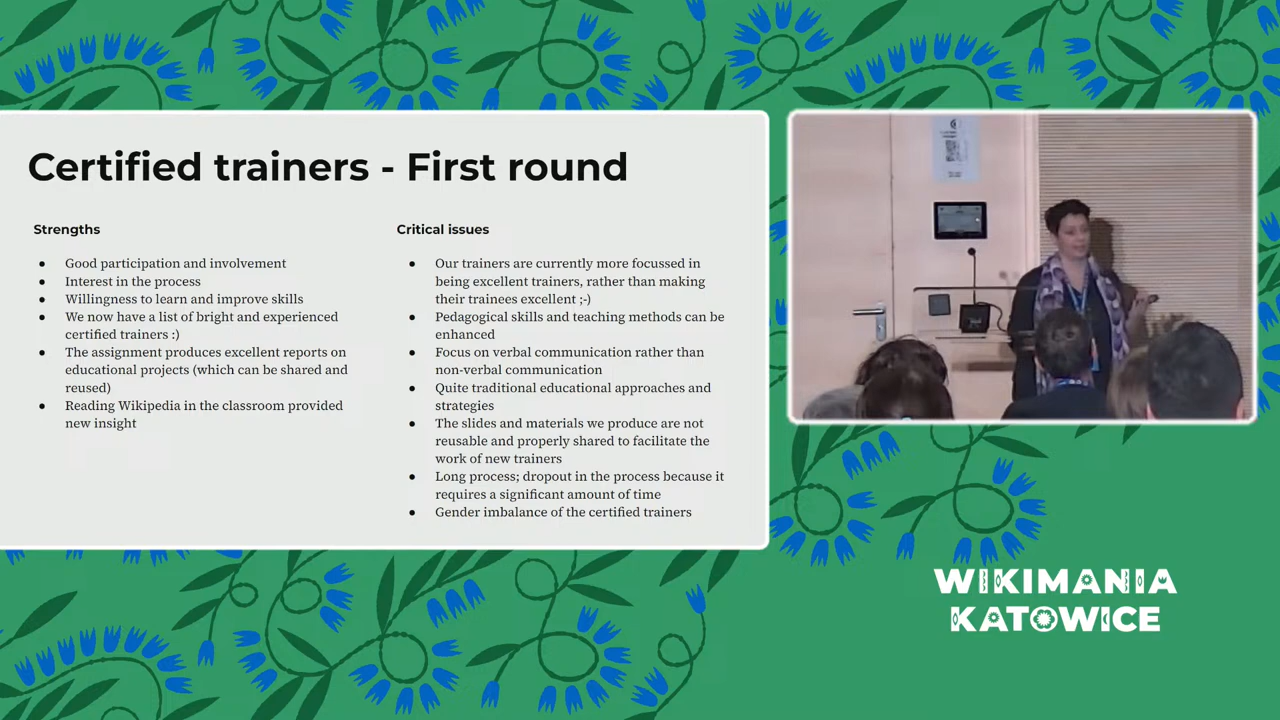 Certified trainers - First round
Strengths
● Good participation and involvement
● Interest in the process
● Willingness to learn and improve skills
● We now have a list of bright and experienced
certified trainers :)
● The assignment produces excellent reports on
educational projects (which can be shared and
reused)
● Reading Wikipedia in the classroom provided
new insight
Critical issues
● Our trainers are currently more focussed in
being excellent trainers, rather than making
their trainees excellent ;-)
● Pedagogical skills and teaching methods can be
enhanced
● Focus on verbal communication rather than
non-verbal communication
● Quite traditional educational approaches and
strategies
● The slides and materials we produce are not
reusable and properly shared to facilitate the
work of new trainers
● Long process; dropout in the process because it
requires a significant amount of time
● Gender imbalance of the certified trainers
WIKIMANIA
KATOWICE